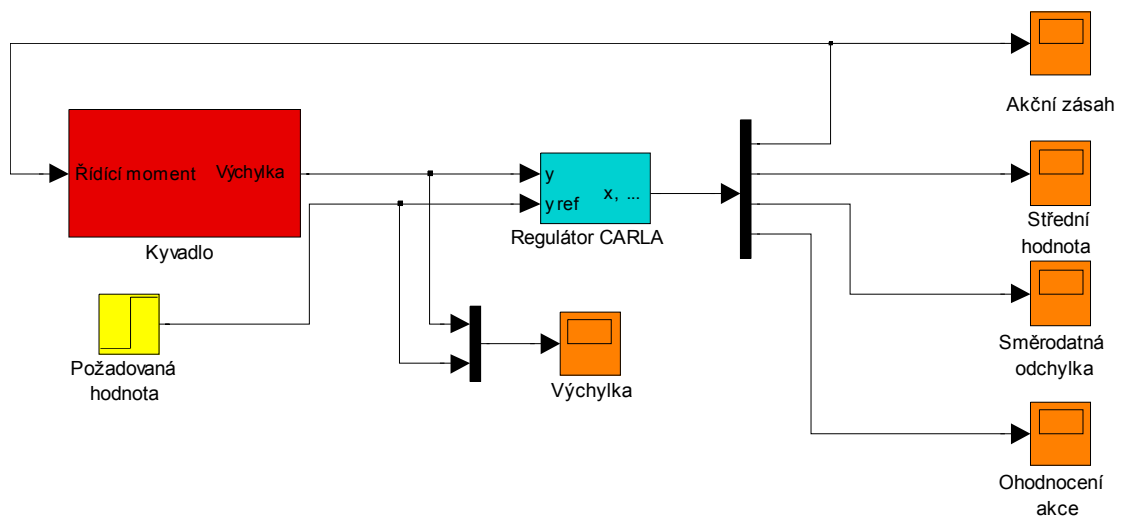 Akční zásah
Řídící moment
Výchylka
Kyvadlo
y
y ref
x, ...
Regulátor CARLA
Střední
hodnota
Požadovaná
hodnota
Výchylka
Směrodatná
odchylka
Ohodnocení
akce